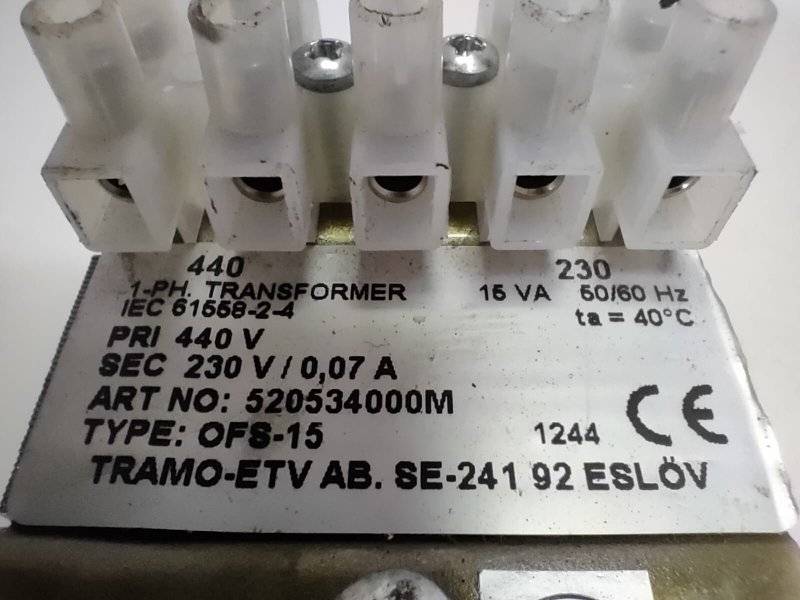 440 230
1-PH. TRANSFORMER 15 VA 50/60 Hz
IEC 61558-2-4 ta = 40°C
PRI 440 V
SEC 230 V / 0,07 A
ART NO: 520534000M
TYPE: OFS-15 1244 CE
TRAMO-ETV AB. SE-241 92 ESLÖV